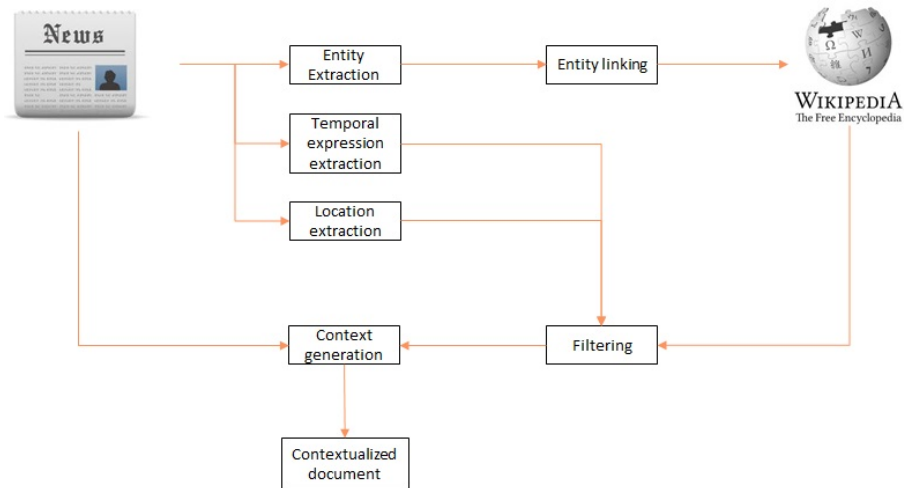 News
Entity
Extraction
Entity linking
WIKIPEDIA
The Free Encyclopedia
Temporal
expression
extraction
Location
extraction
Context
generation
Filtering
Contextualized
document